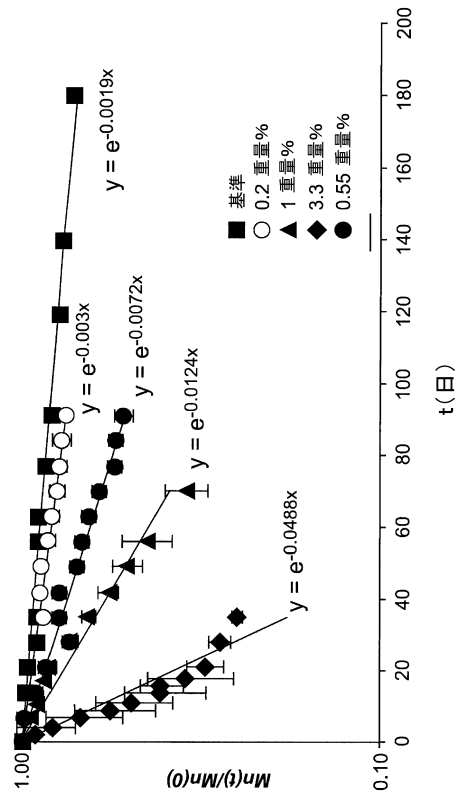 Mn(t)/Mn(0)
1.00
0.10
y = e-0.0019x
y = e-0.003x
y = e-0.0072x
y = e-0.0124x
y = e-0.0488x
基準
0.2 重量%
1 重量%
3.3 重量%
0.55 重量%
0 20 40 60 80 100 120 140 160 180 200
t(日)